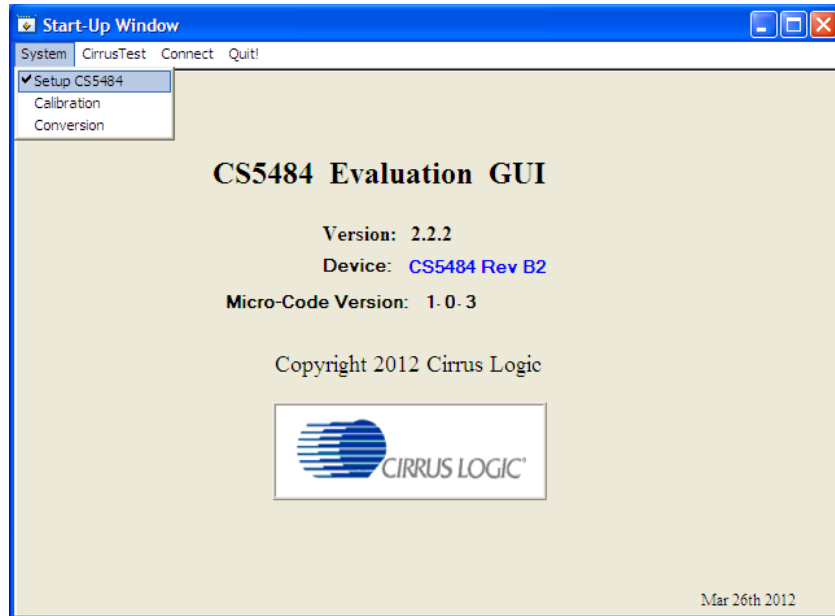 Start-Up Window
System CirrusTest Connect Quit!
Setup CS5484
Calibration
Conversion
CS5484 Evaluation GUI
Version: 2.2.2
Device: CS5484 Rev B2
Micro-Code Version: 1.0.3
Copyright 2012 Cirrus Logic
CIRRUS LOGIC®
Mar 26th 2012